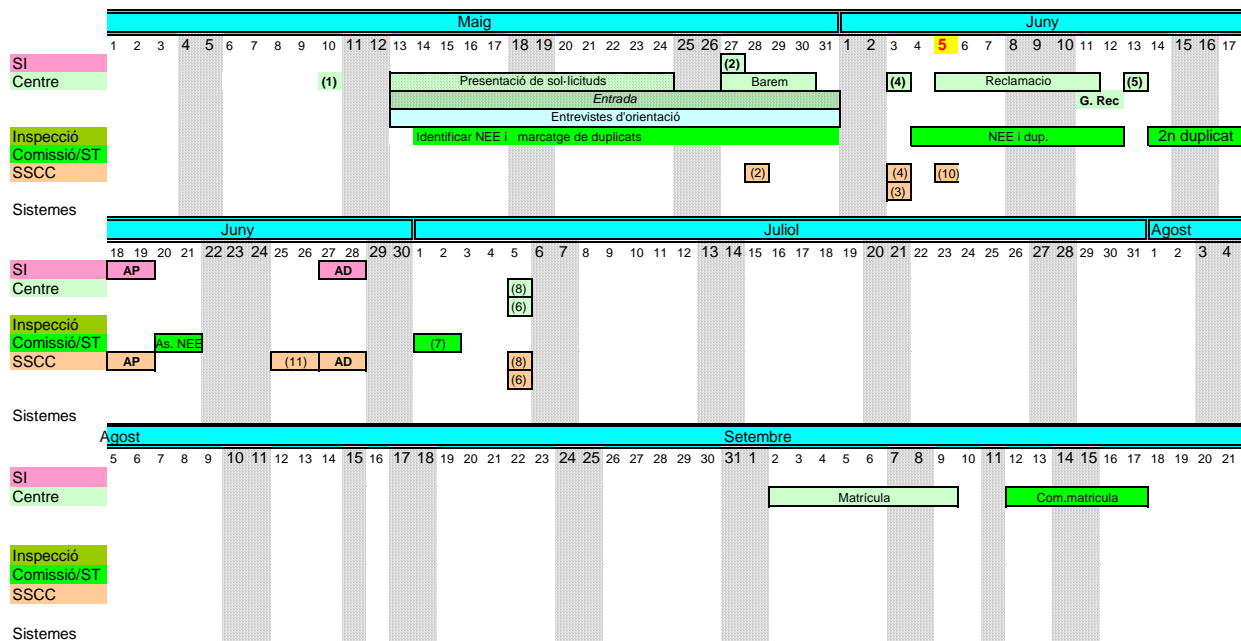 Maig Juny
1 2 3 4 5 6 7 8 9 10 11 12 13 14 15 16 17 18 19 20 21 22 23 24 25 26 27 28 29 30 31 1 2 3 4 5 6 7 8 9 10 11 12 13 14 15 16 17
SI (2)
Centre (1) Presentació de sol·licituds Barem (4) Reclamacio (5)
Entrada G. Rec
Entrevistes d'orientació
Inspecció Identificar NEE i marcatge de duplicats NEE i dup. 2n duplicat
Comissió/ST
SSCC (2) (4) (10)
(3)
Sistemes
Juny Juliol Agost
18 19 20 21 22 23 24 25 26 27 28 29 30 1 2 3 4 5 6 7 8 9 10 11 12 13 14 15 16 17 18 19 20 21 22 23 24 25 26 27 28 29 30 31 1 2 3 4
SI AP AD
Centre (8)
(6)
Inspecció
Comissió/ST As. NEE (7)
SSCC AP (11) AD (8)
(6)
Sistemes
Agost Setembre
5 6 7 8 9 10 11 12 13 14 15 16 17 18 19 20 21 22 23 24 25 26 27 28 29 30 31 1 2 3 4 5 6 7 8 9 10 11 12 13 14 15 16 17 18 19 20 21
SI
Centre Matrícula Com.matricula
Inspecció
Comissió/ST
SSCC
Sistemes